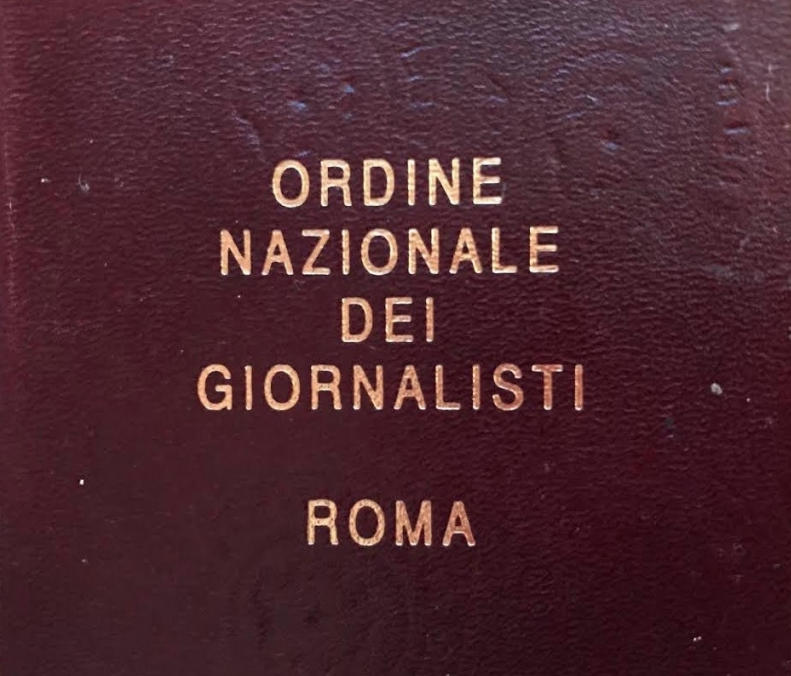 ORDINE
NAZIONALE
DEI
GIORNALISTI
ROMA